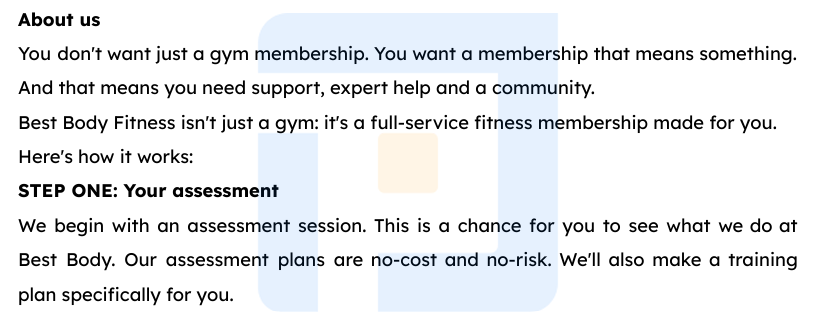 About us
You don't want just a gym membership. You want a membership that means something.
And that means you need support, expert help and a community.
Best Body Fitness isn't just a gym: it's a full-service fitness membership made for you.
Here's how it works:
STEP ONE: Your assessment
We begin with an assessment session. This is a chance for you to see what we do at
Best Body. Our assessment plans are no-cost and no-risk. We'll also make a training
plan specifically for you.